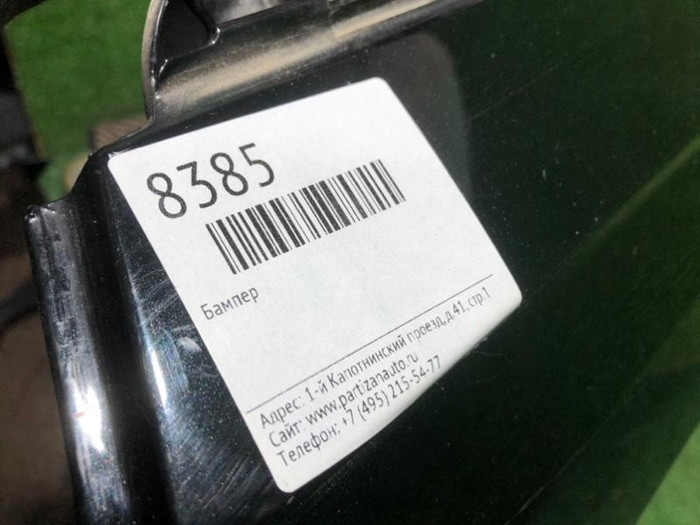 8385
Бампер
Адрес: 1-й Капотнинский проезд, д.41, стр.1
Сайт: www.partizanauto.ru
Телефон: +7 (495) 215-54-77